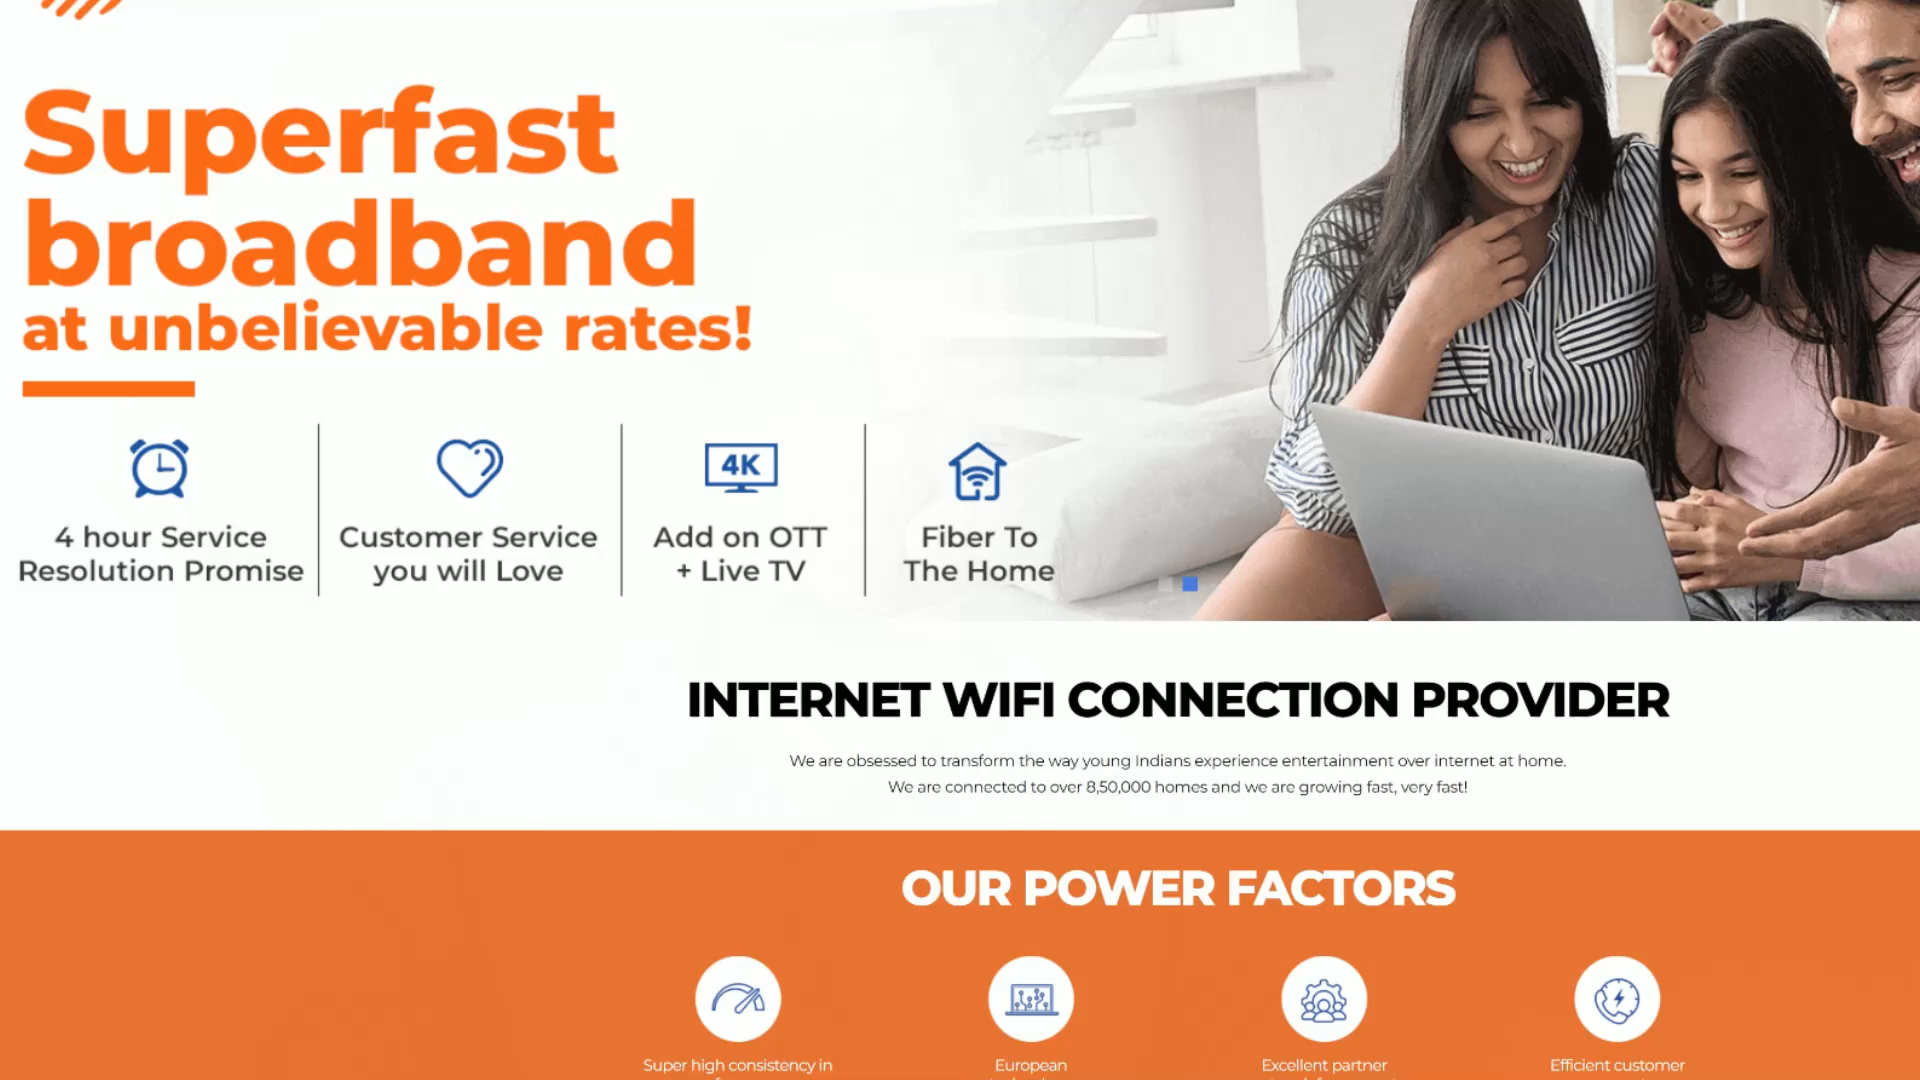 Superfast
broadband
at unbelievable rates!
4 hour Service
Resolution Promise
Customer Service
you will Love
4K
Add on OTT
+ Live TV
Fiber To
The Home
INTERNET WIFI CONNECTION PROVIDER
We are obsessed to transform the way young Indians experience entertainment over internet at home.
We are connected to over 8,50,000 homes and we are growing fast, very fast!
OUR POWER FACTORS
Super high consistency in
European
Excellent partner
Efficient customer